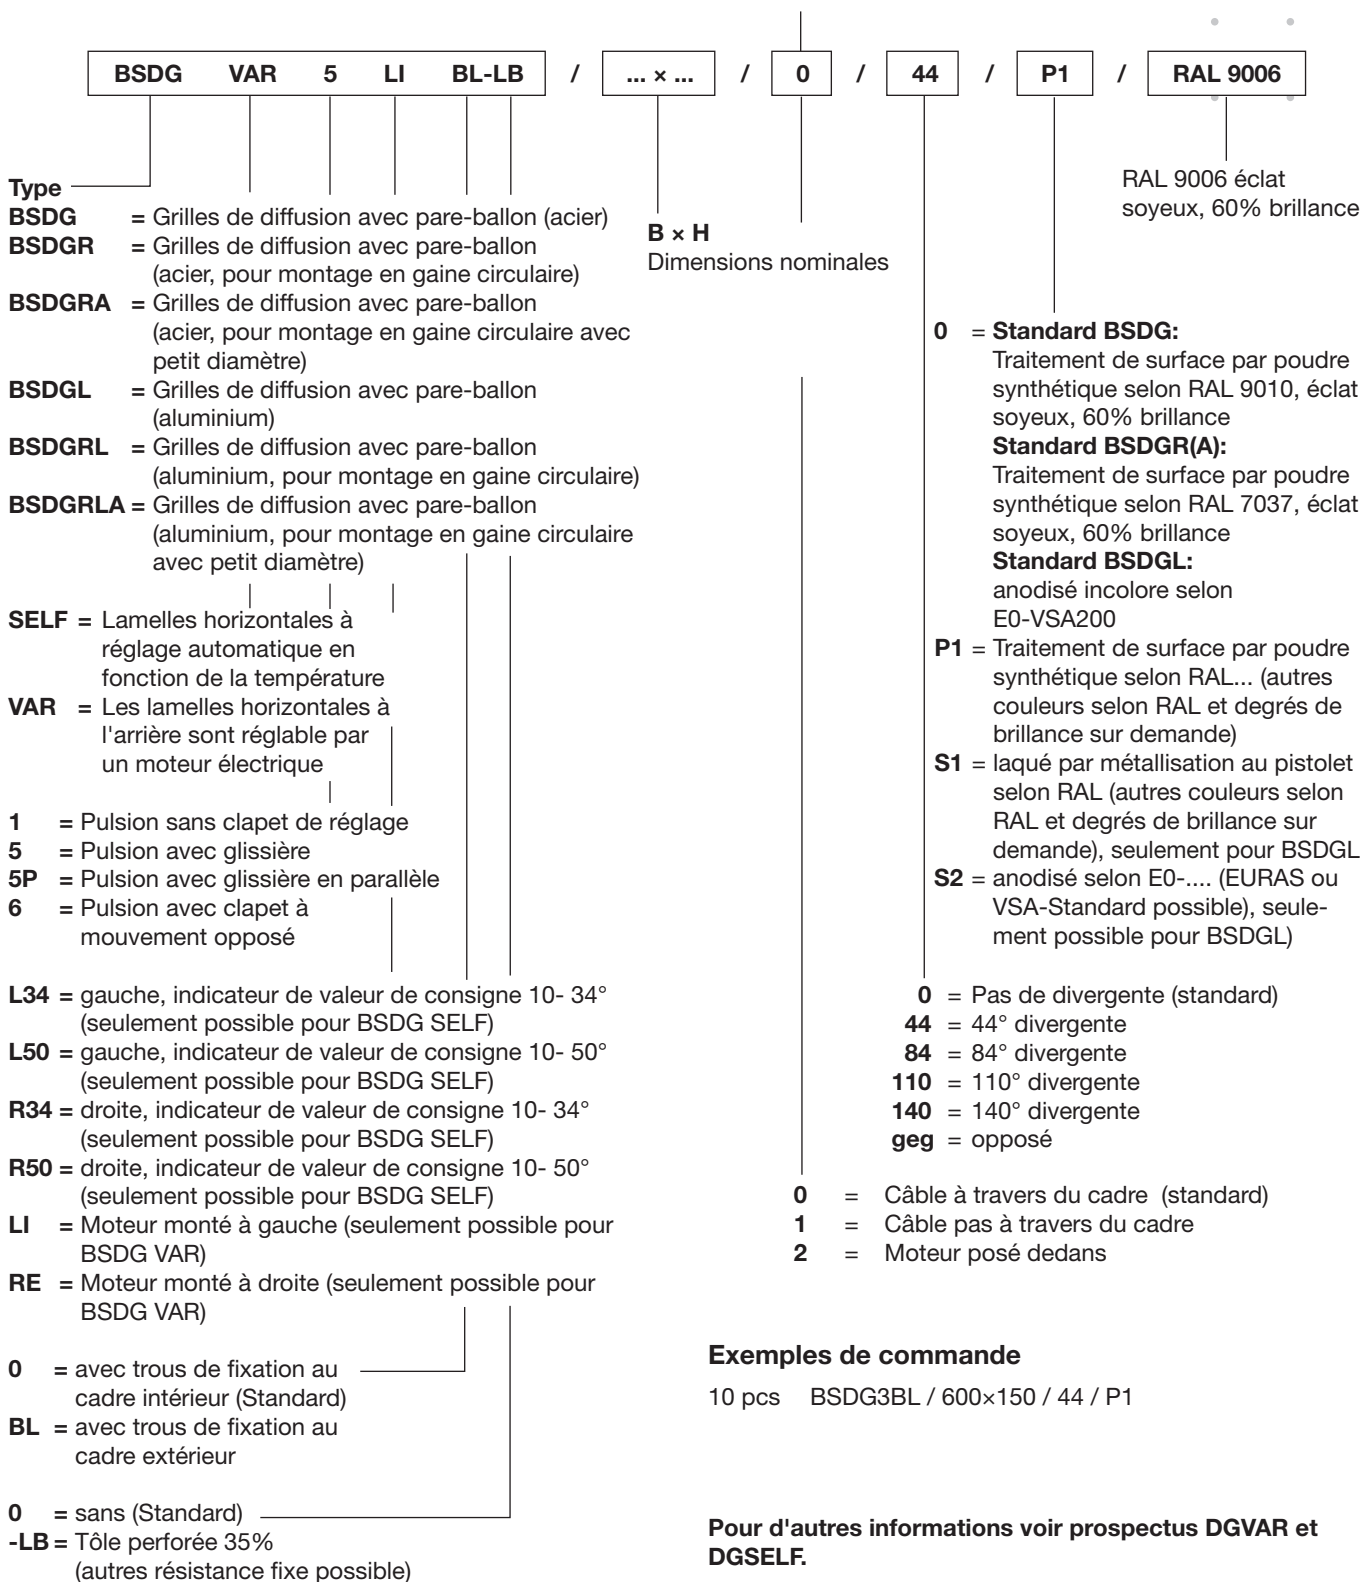 BSDG VAR 5 LI BL-LB / ... × ... / 0 / 44 / P1 / RAL 9006
RAL 9006 éclat
soyeux, 60% brillance
Type
BSDG = Grilles de diffusion avec pare-ballon (acier)
BSDGR = Grilles de diffusion avec pare-ballon
(acier, pour montage en gaine circulaire)
BSDGRA = Grilles de diffusion avec pare-ballon
(acier, pour montage en gaine circulaire avec
petit diamètre)
BSDGL = Grilles de diffusion avec pare-ballon
(aluminium)
BSDGRL = Grilles de diffusion avec pare-ballon
(aluminium, pour montage en gaine circulaire)
BSDGRLA = Grilles de diffusion avec pare-ballon
(aluminium, pour montage en gaine circulaire
avec petit diamètre)
SELF = Lamelles horizontales à
réglage automatique en
fonction de la température
VAR = Les lamelles horizontales à
l'arrière sont réglable par
un moteur électrique
1 = Pulsion sans clapet de réglage
5 = Pulsion avec glissière
5P = Pulsion avec glissière en parallèle
6 = Pulsion avec clapet à
mouvement opposé
L34 = gauche, indicateur de valeur de consigne 10- 34°
(seulement possible pour BSDG SELF)
L50 = gauche, indicateur de valeur de consigne 10- 50°
(seulement possible pour BSDG SELF)
R34 = droite, indicateur de valeur de consigne 10- 34°
(seulement possible pour BSDG SELF)
R50 = droite, indicateur de valeur de consigne 10- 50°
(seulement possible pour BSDG SELF)
LI = Moteur monté à gauche (seulement possible pour
BSDG VAR)
RE = Moteur monté à droite (seulement possible pour
BSDG VAR)
0 = avec trous de fixation au
cadre intérieur (Standard)
BL = avec trous de fixation au
cadre extérieur
0 = sans (Standard)
-LB = Tôle perforée 35%
(autres résistance fixe possible)
B × H
Dimensions nominales
0 = Standard BSDG:
Traitement de surface par poudre
synthétique selon RAL 9010, éclat
soyeux, 60% brillance
Standard BSDGR(A):
Traitement de surface par poudre
synthétique selon RAL 7037, éclat
soyeux, 60% brillance
Standard BSDGL:
anodisé incolore selon
E0-VSA200
P1 = Traitement de surface par poudre
synthétique selon RAL... (autres
couleurs selon RAL et degrés de
brillance sur demande)
S1 = laqué par métallisation au pistolet
selon RAL (autres couleurs selon
RAL et degrés de brillance sur
demande), seulement pour BSDGL
S2 = anodisé selon E0-.... (EURAS ou
VSA-Standard possible), seule-
ment possible pour BSDGL)
0 = Pas de divergente (standard)
44 = 44° divergente
84 = 84° divergente
110 = 110° divergente
140 = 140° divergente
geg = opposé
0 = Câble à travers du cadre (standard)
1 = Câble pas à travers du cadre
2 = Moteur posé dedans
Exemples de commande
10 pcs BSDG3BL / 600×150 / 44 / P1
Pour d'autres informations voir prospectus DGVAR et
DGSELF.